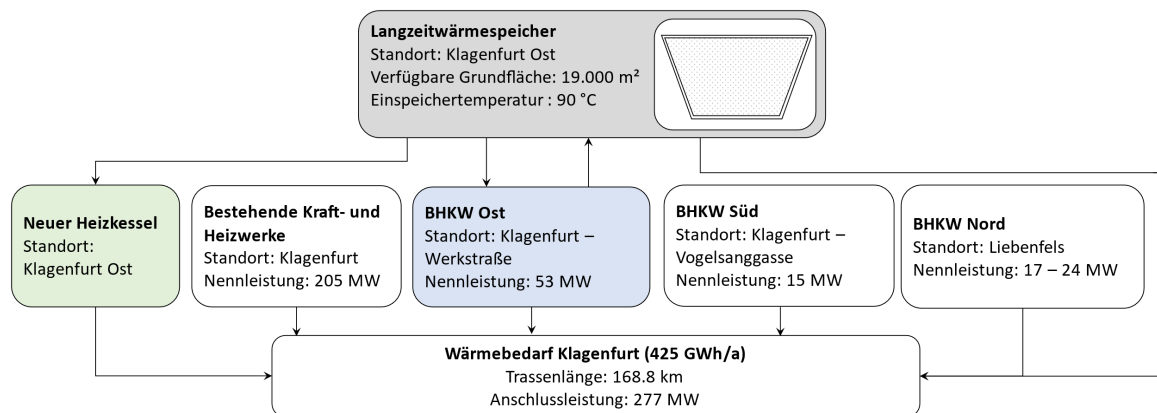 Langzeitwärmespeicher
Standort: Klagenfurt Ost
Verfügbare Grundfläche: 19.000 m²
Einspeichertemperatur : 90 °C
Neuer Heizkessel
Standort:
Klagenfurt Ost
Bestehende Kraft- und
Heizwerke
Standort: Klagenfurt
Nennleistung: 205 MW
BHKW Ost
Standort: Klagenfurt –
Werkstraße
Nennleistung: 53 MW
BHKW Süd
Standort: Klagenfurt –
Vogelsanggasse
Nennleistung: 15 MW
BHKW Nord
Standort: Liebenfels
Nennleistung: 17 – 24 MW
Wärmebedarf Klagenfurt (425 GWh/a)
Trassenlänge: 168.8 km
Anschlussleistung: 277 MW